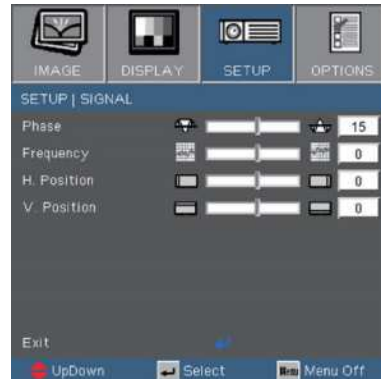 IMAGE DISPLAY SETUP OPTIONS
SETUP | SIGNAL
Phase 15
Frequency 0
H. Position 0
V. Position 0
Exit
UpDown Select Menu Menu Off